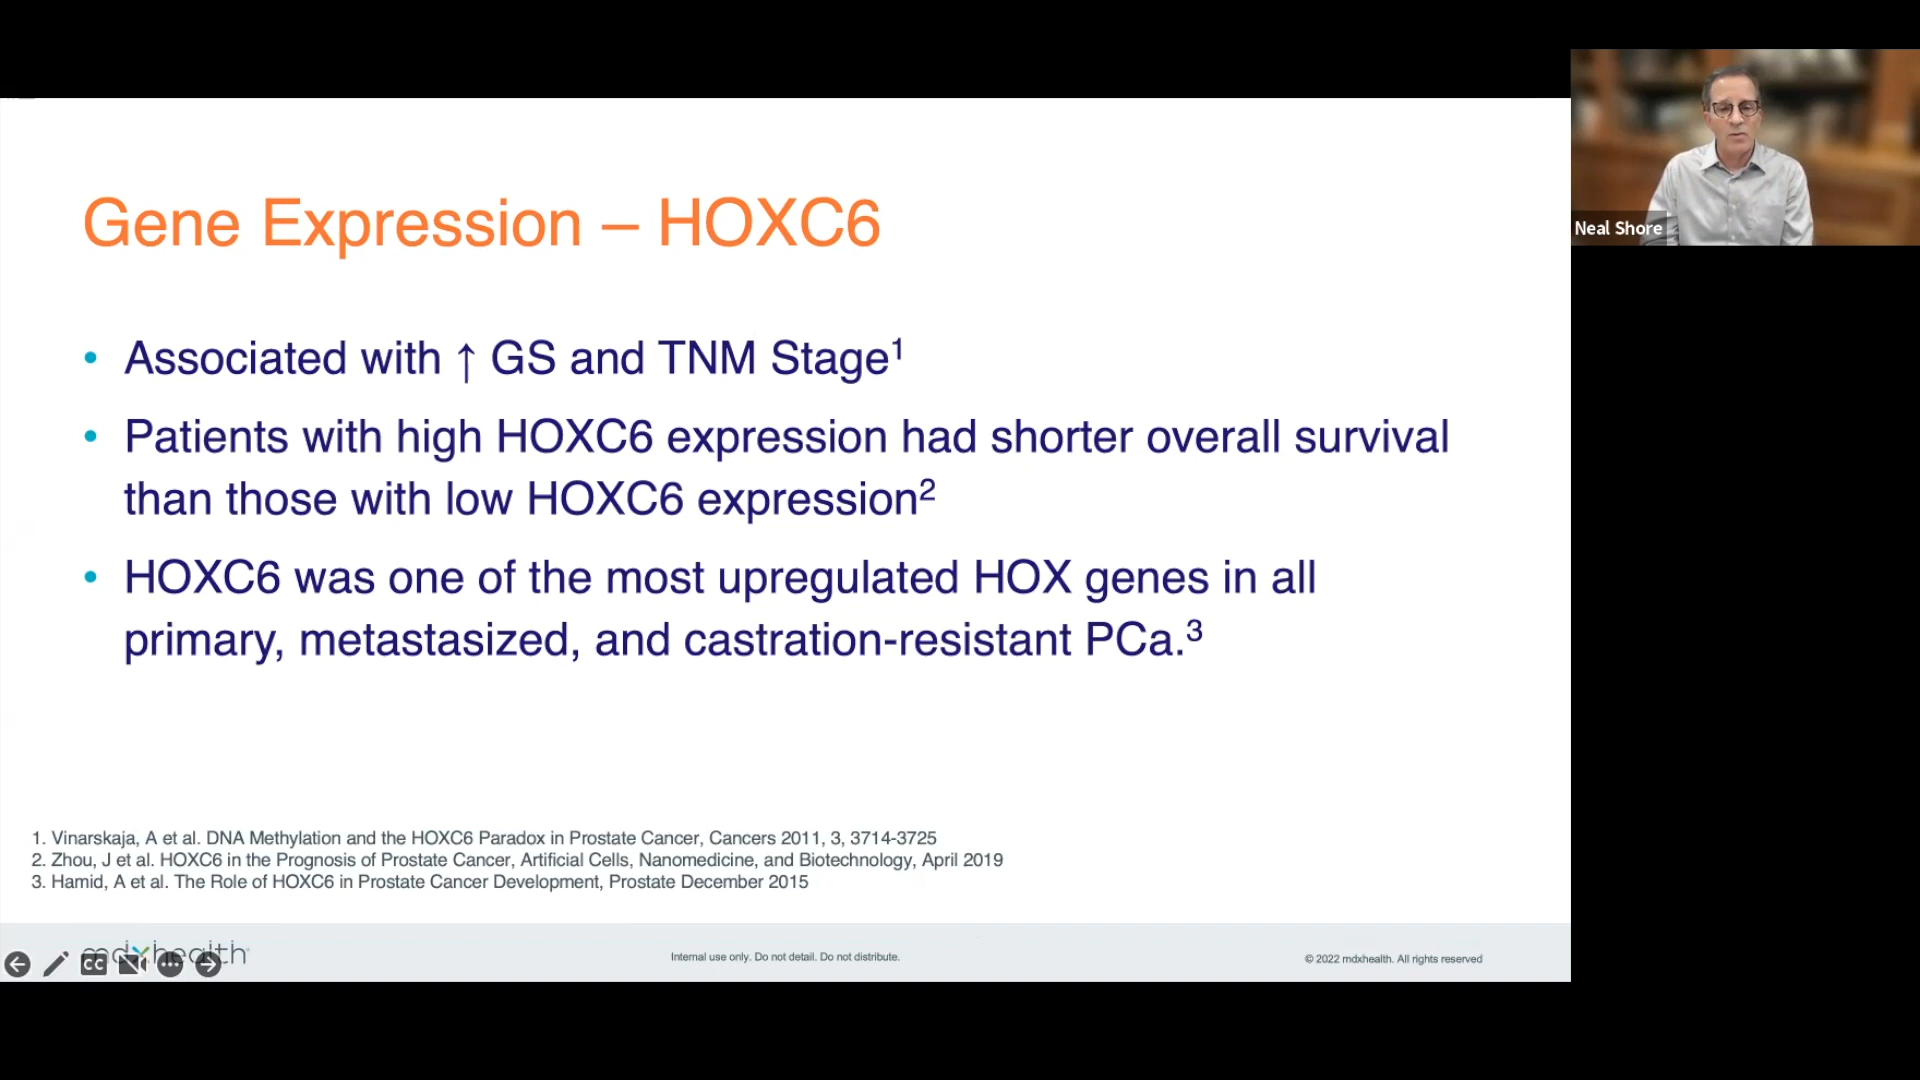 Gene Expression – HOXC6
• Associated with ↑ GS and TNM Stage¹
• Patients with high HOXC6 expression had shorter overall survival
than those with low HOXC6 expression²
• HOXC6 was one of the most upregulated HOX genes in all
primary, metastasized, and castration-resistant PCa.³
1. Vinarskaja, A et al. DNA Methylation and the HOXC6 Paradox in Prostate Cancer, Cancers 2011, 3, 3714-3725
2. Zhou, J et al. HOXC6 in the Prognosis of Prostate Cancer, Artificial Cells, Nanomedicine, and Biotechnology, April 2019
3. Hamid, A et al. The Role of HOXC6 in Prostate Cancer Development, Prostate December 2015
mdxhealth
CC
Internal use only. Do not detail. Do not distribute.
© 2022 mdxhealth. All rights reserved
Neal Shore